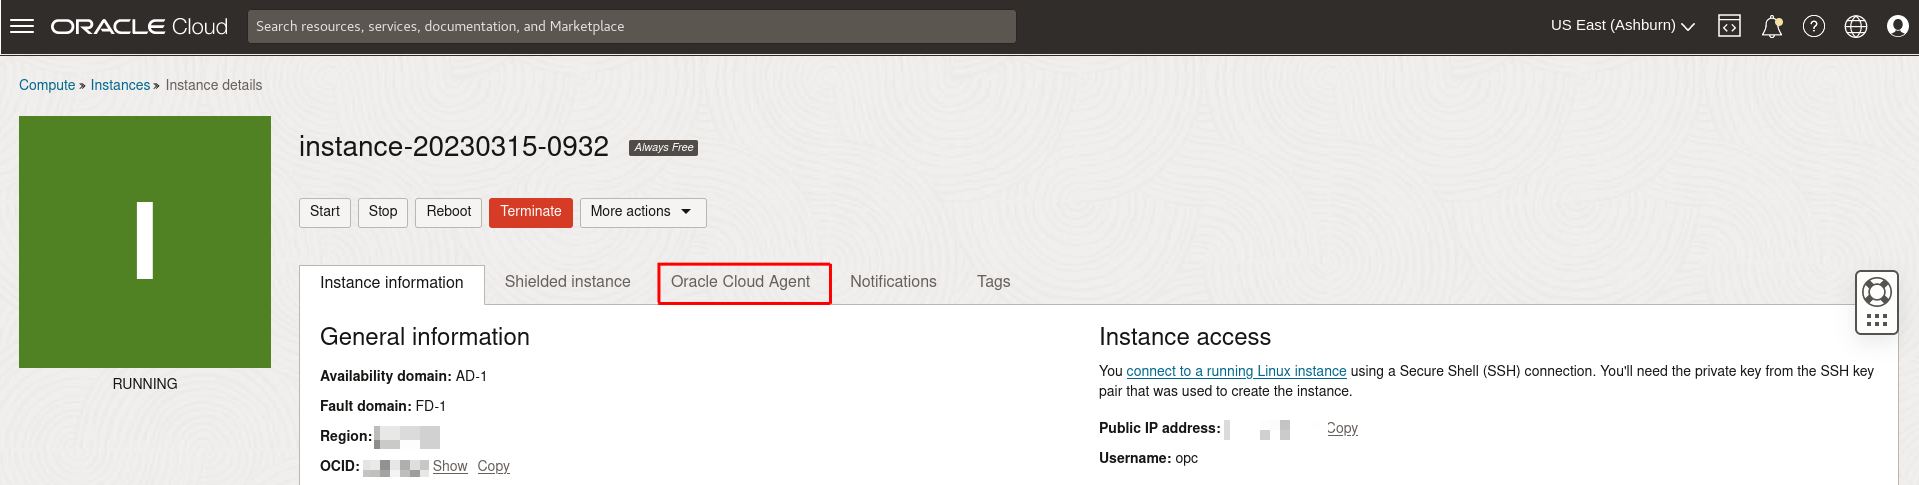 ORACLE Cloud
Search resources, services, documentation, and Marketplace
US East (Ashburn)
Compute » Instances » Instance details
I
RUNNING
instance-20230315-0932 Always Free
Start Stop Reboot Terminate More actions
Instance information Shielded instance Oracle Cloud Agent Notifications Tags
General information
Availability domain: AD-1
Fault domain: FD-1
Region:
OCID: Show Copy
Instance access
You connect to a running Linux instance using a Secure Shell (SSH) connection. You'll need the private key from the SSH key
pair that was used to create the instance.
Public IP address: Copy
Username: opc